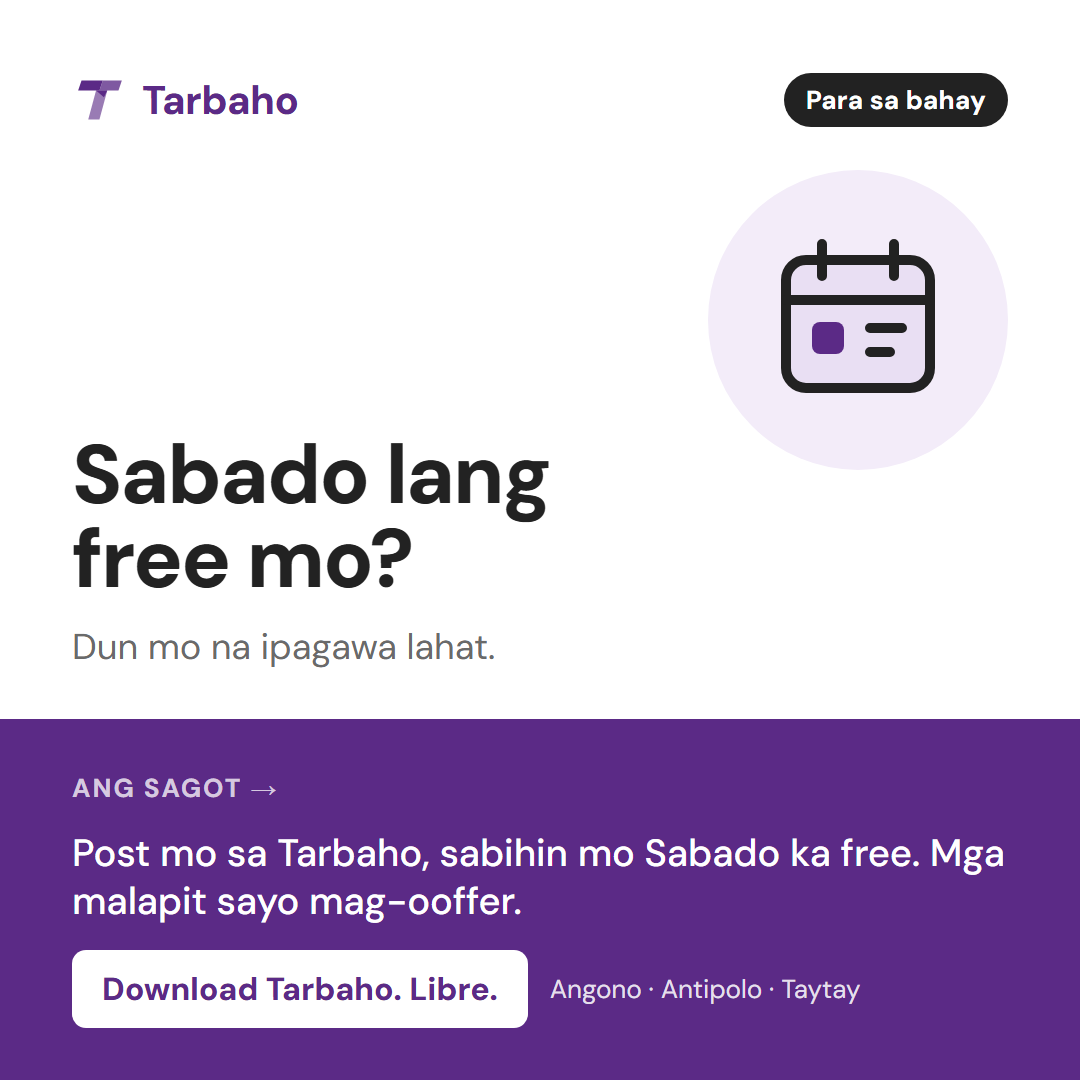 Tarbaho
Para sa bahay
Sabado lang
free mo?
Dun mo na ipagawa lahat.
ANG SAGOT →
Post mo sa Tarbaho, sabihin mo Sabado ka free. Mga
malapit sayo mag-ooffer.
Download Tarbaho. Libre.
Angono · Antipolo · Taytay